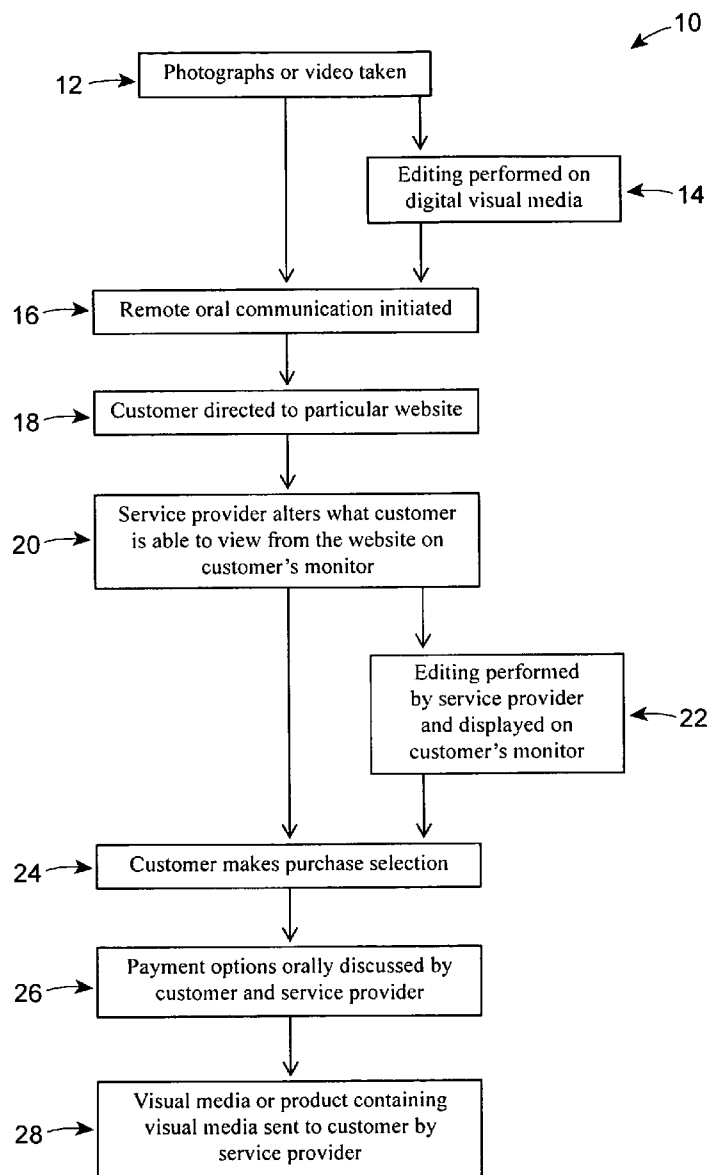 10
12
Photographs or video taken
Editing performed on
digital visual media
14
16
Remote oral communication initiated
18
Customer directed to particular website
20
Service provider alters what customer
is able to view from the website on
customer's monitor
Editing performed
by service provider
and displayed on
customer's monitor
22
24
Customer makes purchase selection
26
Payment options orally discussed by
customer and service provider
28
Visual media or product containing
visual media sent to customer by
service provider